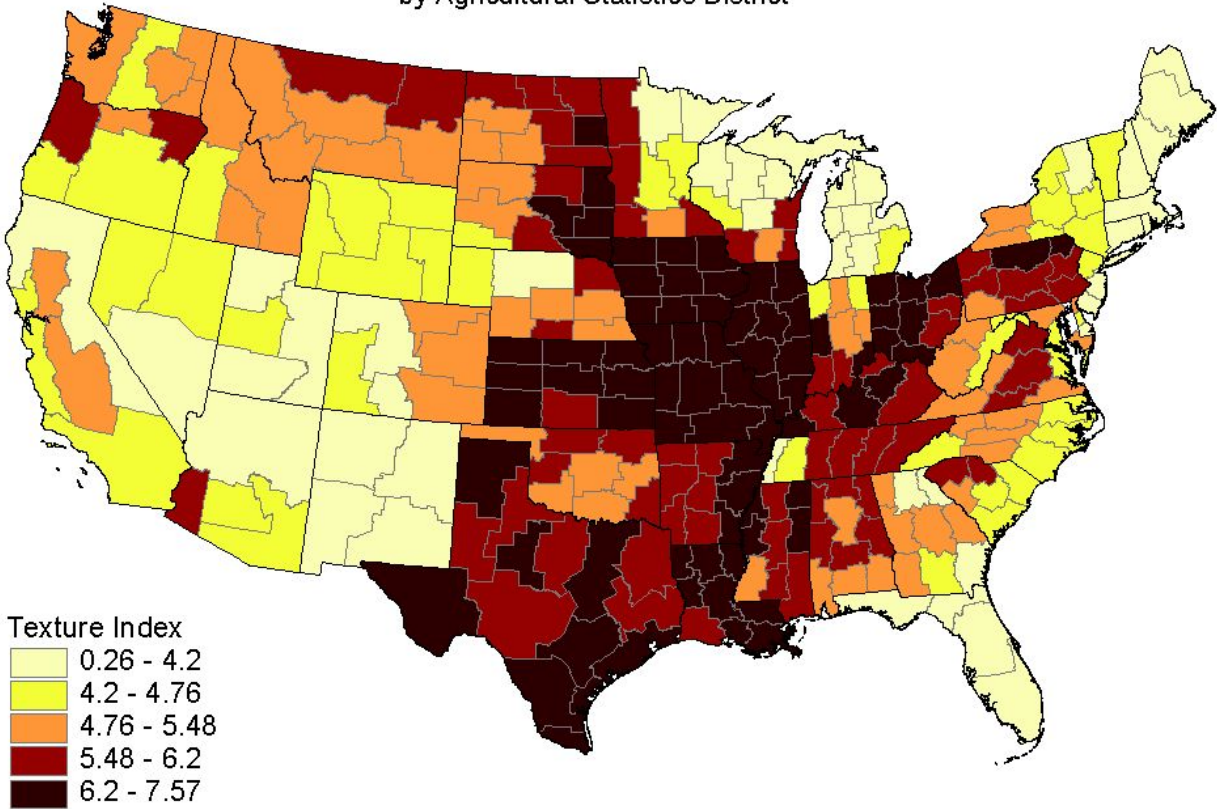 by Agricultural Statistics District
Texture Index
0.26 - 4.2
4.2 - 4.76
4.76 - 5.48
5.48 - 6.2
6.2 - 7.57